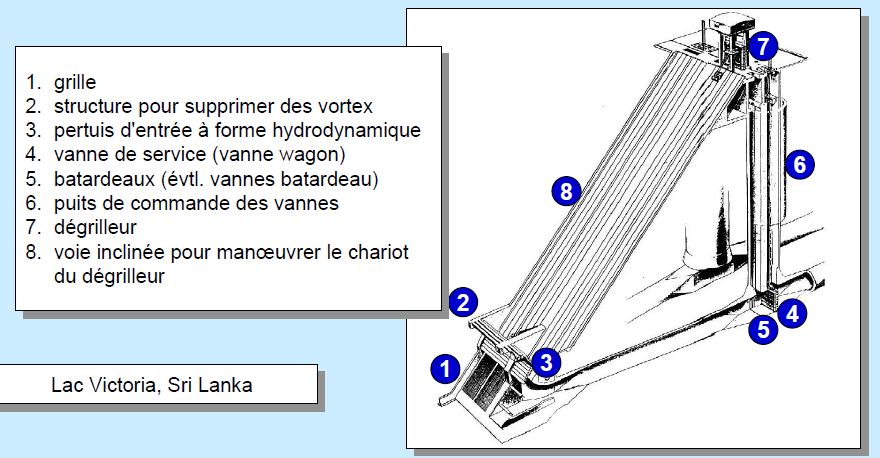 1. grille
2. structure pour supprimer des vortex
3. pertuis d'entrée à forme hydrodynamique
4. vanne de service (vanne wagon)
5. batardeaux (évtl. vannes batardeau)
6. puits de commande des vannes
7. dégrilleur
8. voie inclinée pour manœuvrer le chariot
du dégrilleur
Lac Victoria, Sri Lanka
7
6
8
2
4
5
3
1